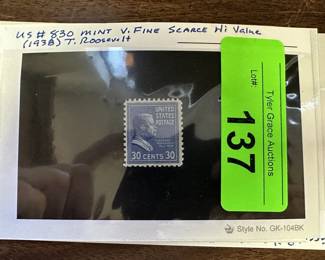 US # 830 MINT V. FINE SCARCE Hi Value
(1938) T. Roosevelt
UNITED STATES
POSTAGE
30 CENTS 30
Lot#:
137
Tyler Grace Auctions
Style No. GK-104BK